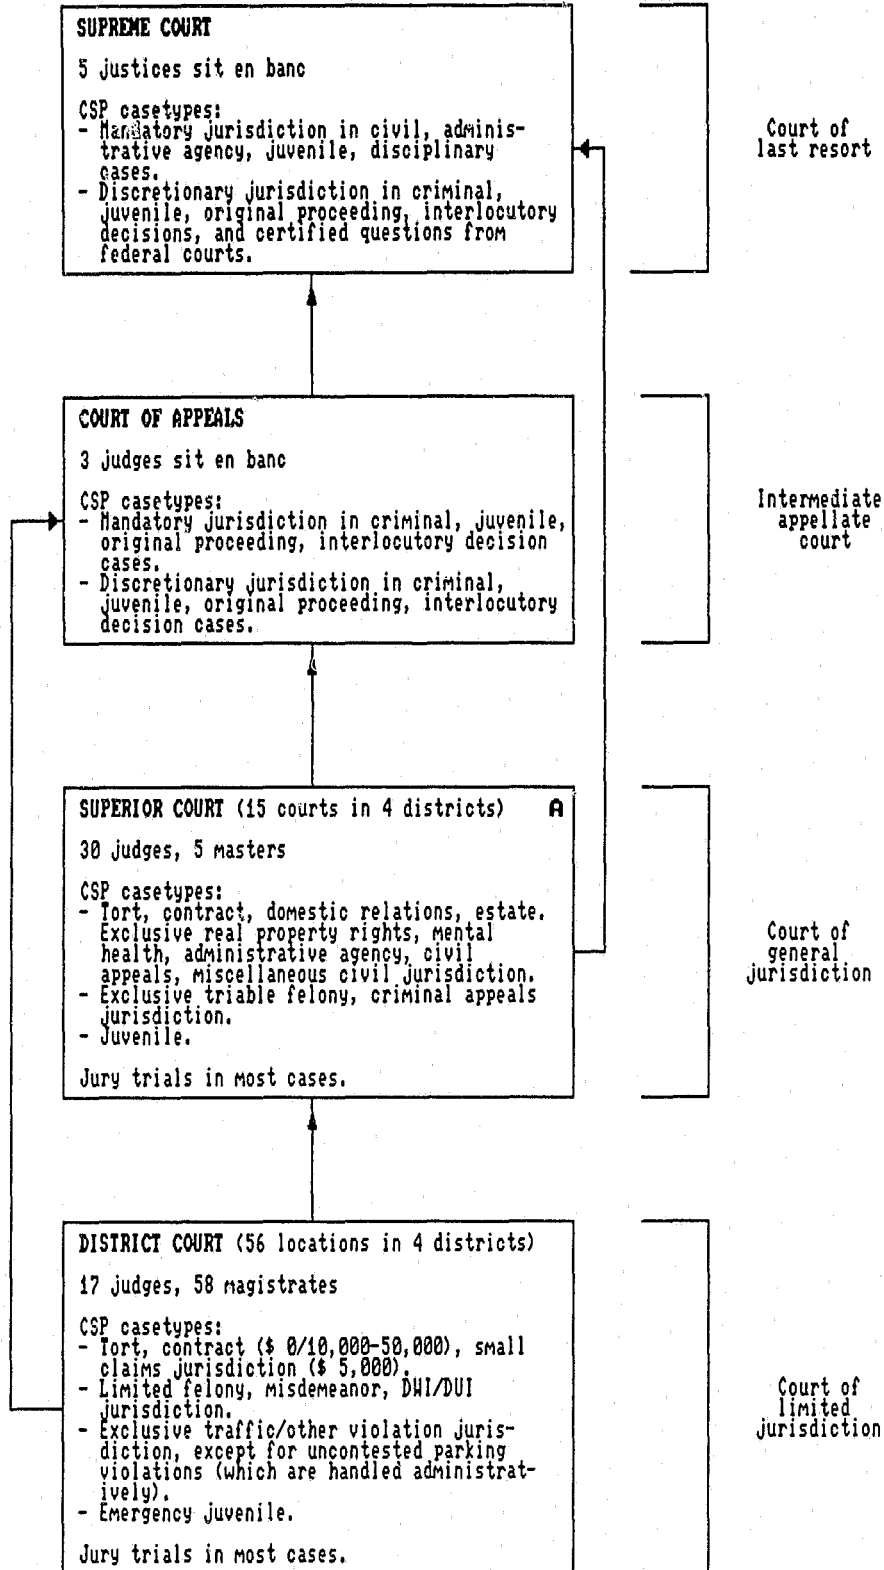 SUPREME COURT
5 justices sit en banc
CSP casetypes:
- Mandatory jurisdiction in civil, adminis-
trative agency, juvenile, disciplinary
cases.
- Discretionary jurisdiction in criminal,
juvenile, original proceeding, interlocutory
decisions, and certified questions from
federal courts.
Court of
last resort
COURT OF APPEALS
3 judges sit en banc
CSP casetypes:
- Mandatory jurisdiction in criminal, juvenile,
original proceeding, interlocutory decision
cases.
- Discretionary jurisdiction in criminal,
juvenile, original proceeding, interlocutory
decision cases.
Intermediate
appellate
court
SUPERIOR COURT (15 courts in 4 districts) A
30 judges, 5 masters
CSP casetypes:
- Tort, contract, domestic relations, estate.
Exclusive real property rights, mental
health, administrative agency, civil
appeals, miscellaneous civil jurisdiction.
- Exclusive triable felony, criminal appeals
jurisdiction.
- Juvenile.
Jury trials in most cases.
Court of
general
jurisdiction
DISTRICT COURT (56 locations in 4 districts)
17 judges, 58 magistrates
CSP casetypes:
- Tort, contract ($ 0/10,000-50,000), small
claims jurisdiction ($ 5,000).
- Limited felony, misdemeanor, DWI/DUI
jurisdiction.
- Exclusive traffic/other violation juris-
diction, except for uncontested parking
violations (which are handled administrat-
ively).
- Emergency juvenile.
Jury trials in most cases.
Court of
limited
jurisdiction